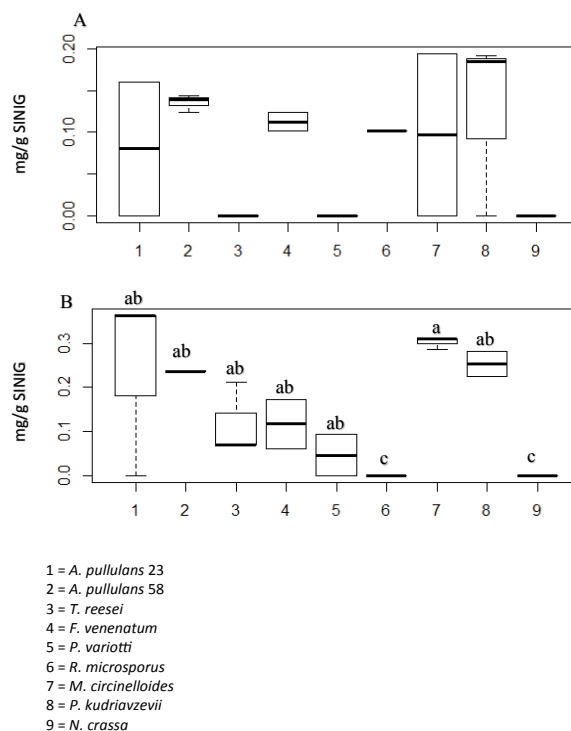 A
mg/g SINIG
0.20
0.10
0.00
1 2 3 4 5 6 7 8 9
B
mg/g SINIG
0.3
0.2
0.1
0.0
ab ab ab ab ab c a ab c
1 2 3 4 5 6 7 8 9
1 = A. pullulans 23
2 = A. pullulans 58
3 = T. reesei
4 = F. venenatum
5 = P. variotti
6 = R. microsporus
7 = M. circinelloides
8 = P. kudriavzevii
9 = N. crassa